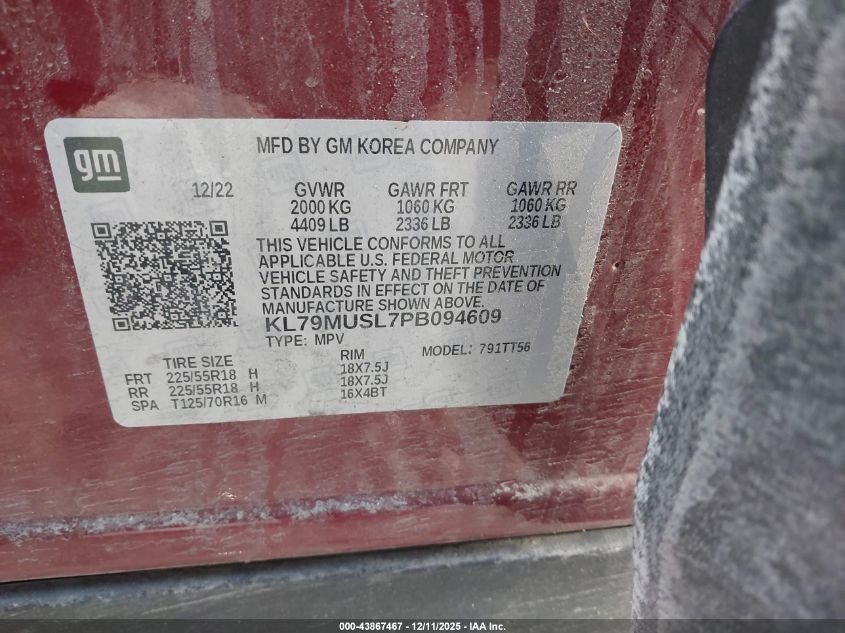 gm
MFD BY GM KOREA COMPANY
12/22 GVWR GAWR FRT GAWR RR
2000 KG 1060 KG 1060 KG
4409 LB 2336 LB 2336 LB
THIS VEHICLE CONFORMS TO ALL
APPLICABLE U.S. FEDERAL MOTOR
VEHICLE SAFETY AND THEFT PREVENTION
STANDARDS IN EFFECT ON THE DATE OF
MANUFACTURE SHOWN ABOVE.
KL79MUSL7PB094609
TYPE: MPV MODEL: 791TT56
TIRE SIZE RIM
FRT 225/55R18 H 18X7.5J
RR 225/55R18 H 18X7.5J
SPA T125/70R16 M 16X4BT
000-43867467 - 12/11/2025 - IAA Inc.